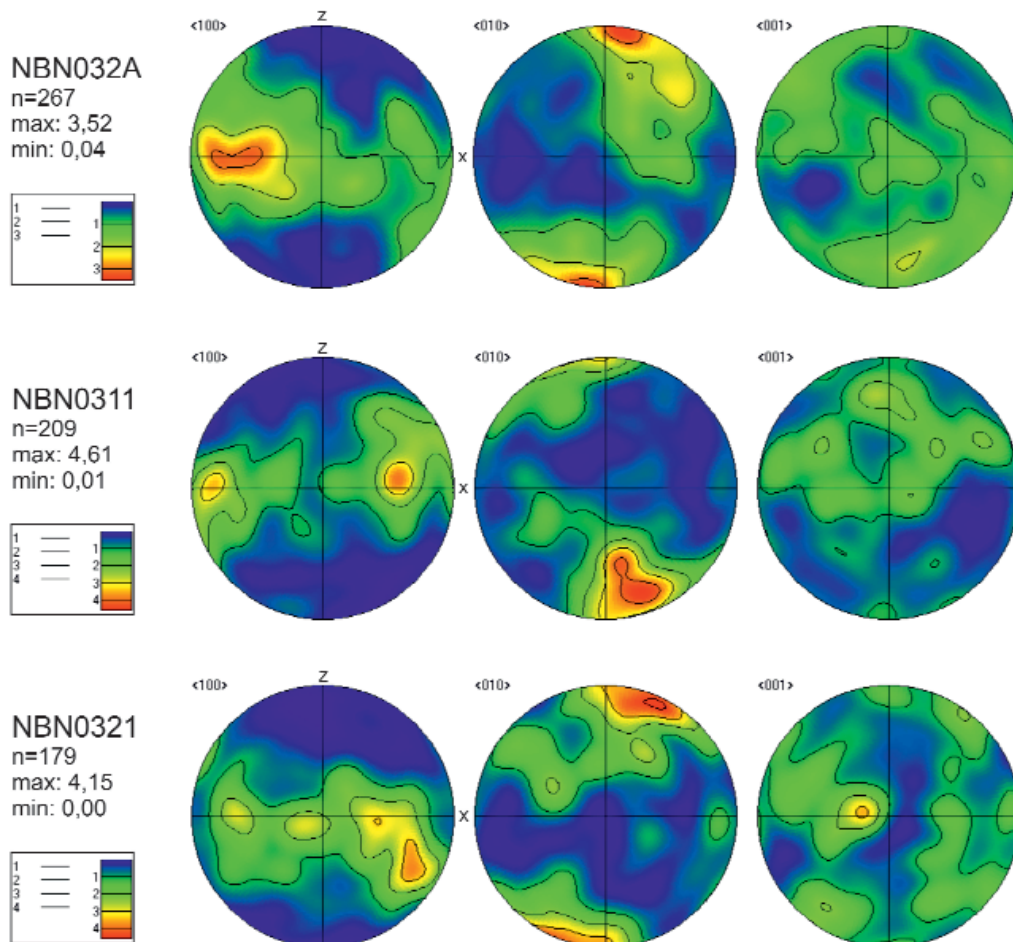 <100>
Z
<010>
<001>
NBN032A
n=267
max: 3,52
min: 0,04
X
1
2
3
1
2
3
<100>
Z
<010>
<001>
NBN0311
n=209
max: 4,61
min: 0,01
X
1
2
3
4
1
2
3
4
<100>
Z
<010>
<001>
NBN0321
n=179
max: 4,15
min: 0,00
X
1
2
3
4
1
2
3
4